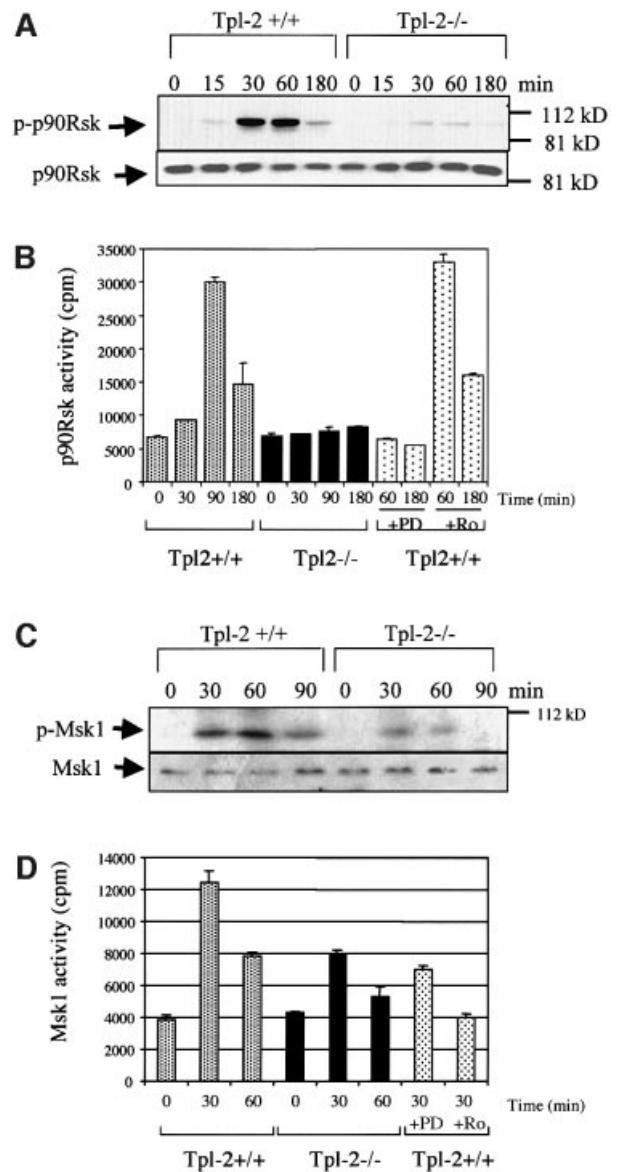 A
Tpl-2 +/+ Tpl-2-/-
0 15 30 60 180 0 15 30 60 180 min
p-p90Rsk 112 kD
81 kD
p90Rsk 81 kD
B
p90Rsk activity (cpm)
35000
30000
25000
20000
15000
10000
5000
0
0 30 90 180 0 30 90 180 60 180 60 180 Time (min)
+PD +Ro
Tpl2+/+ Tpl2-/- Tpl2+/+
C
Tpl-2 +/+ Tpl-2-/-
0 30 60 90 0 30 60 90 min
p-Msk1 112 kD
Msk1
D
Msk1 activity (cpm)
14000
12000
10000
8000
6000
4000
2000
0
0 30 60 0 30 60 30 30 Time (min)
+PD +Ro
Tpl-2+/+ Tpl-2-/- Tpl-2+/+